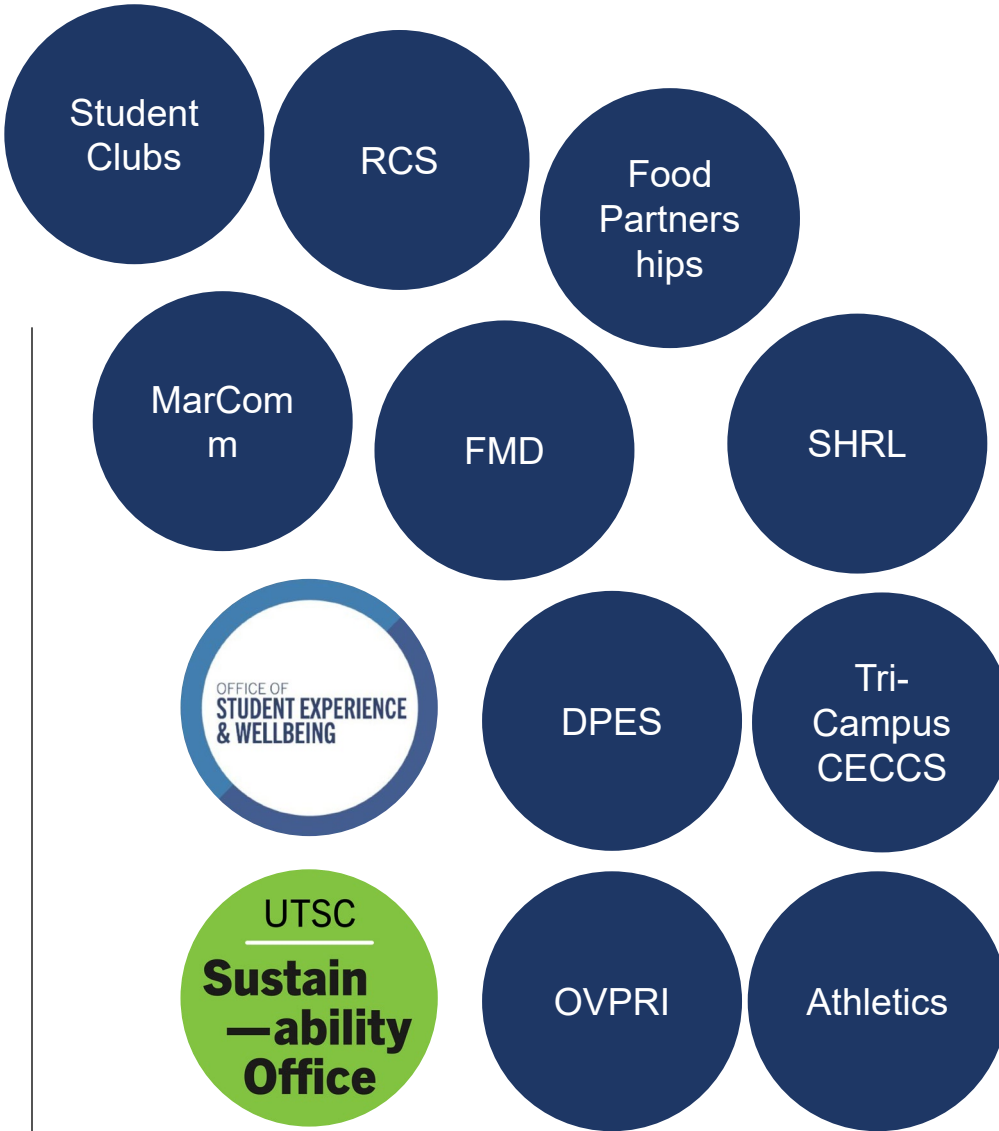 Student
Clubs
RCS
Food
Partners
hips
MarCom
m
FMD
SHRL
OFFICE OF
STUDENT EXPERIENCE
& WELLBEING
DPES
Tri-
Campus
CECCS
UTSC
Sustain
—ability
Office
OVPRI
Athletics